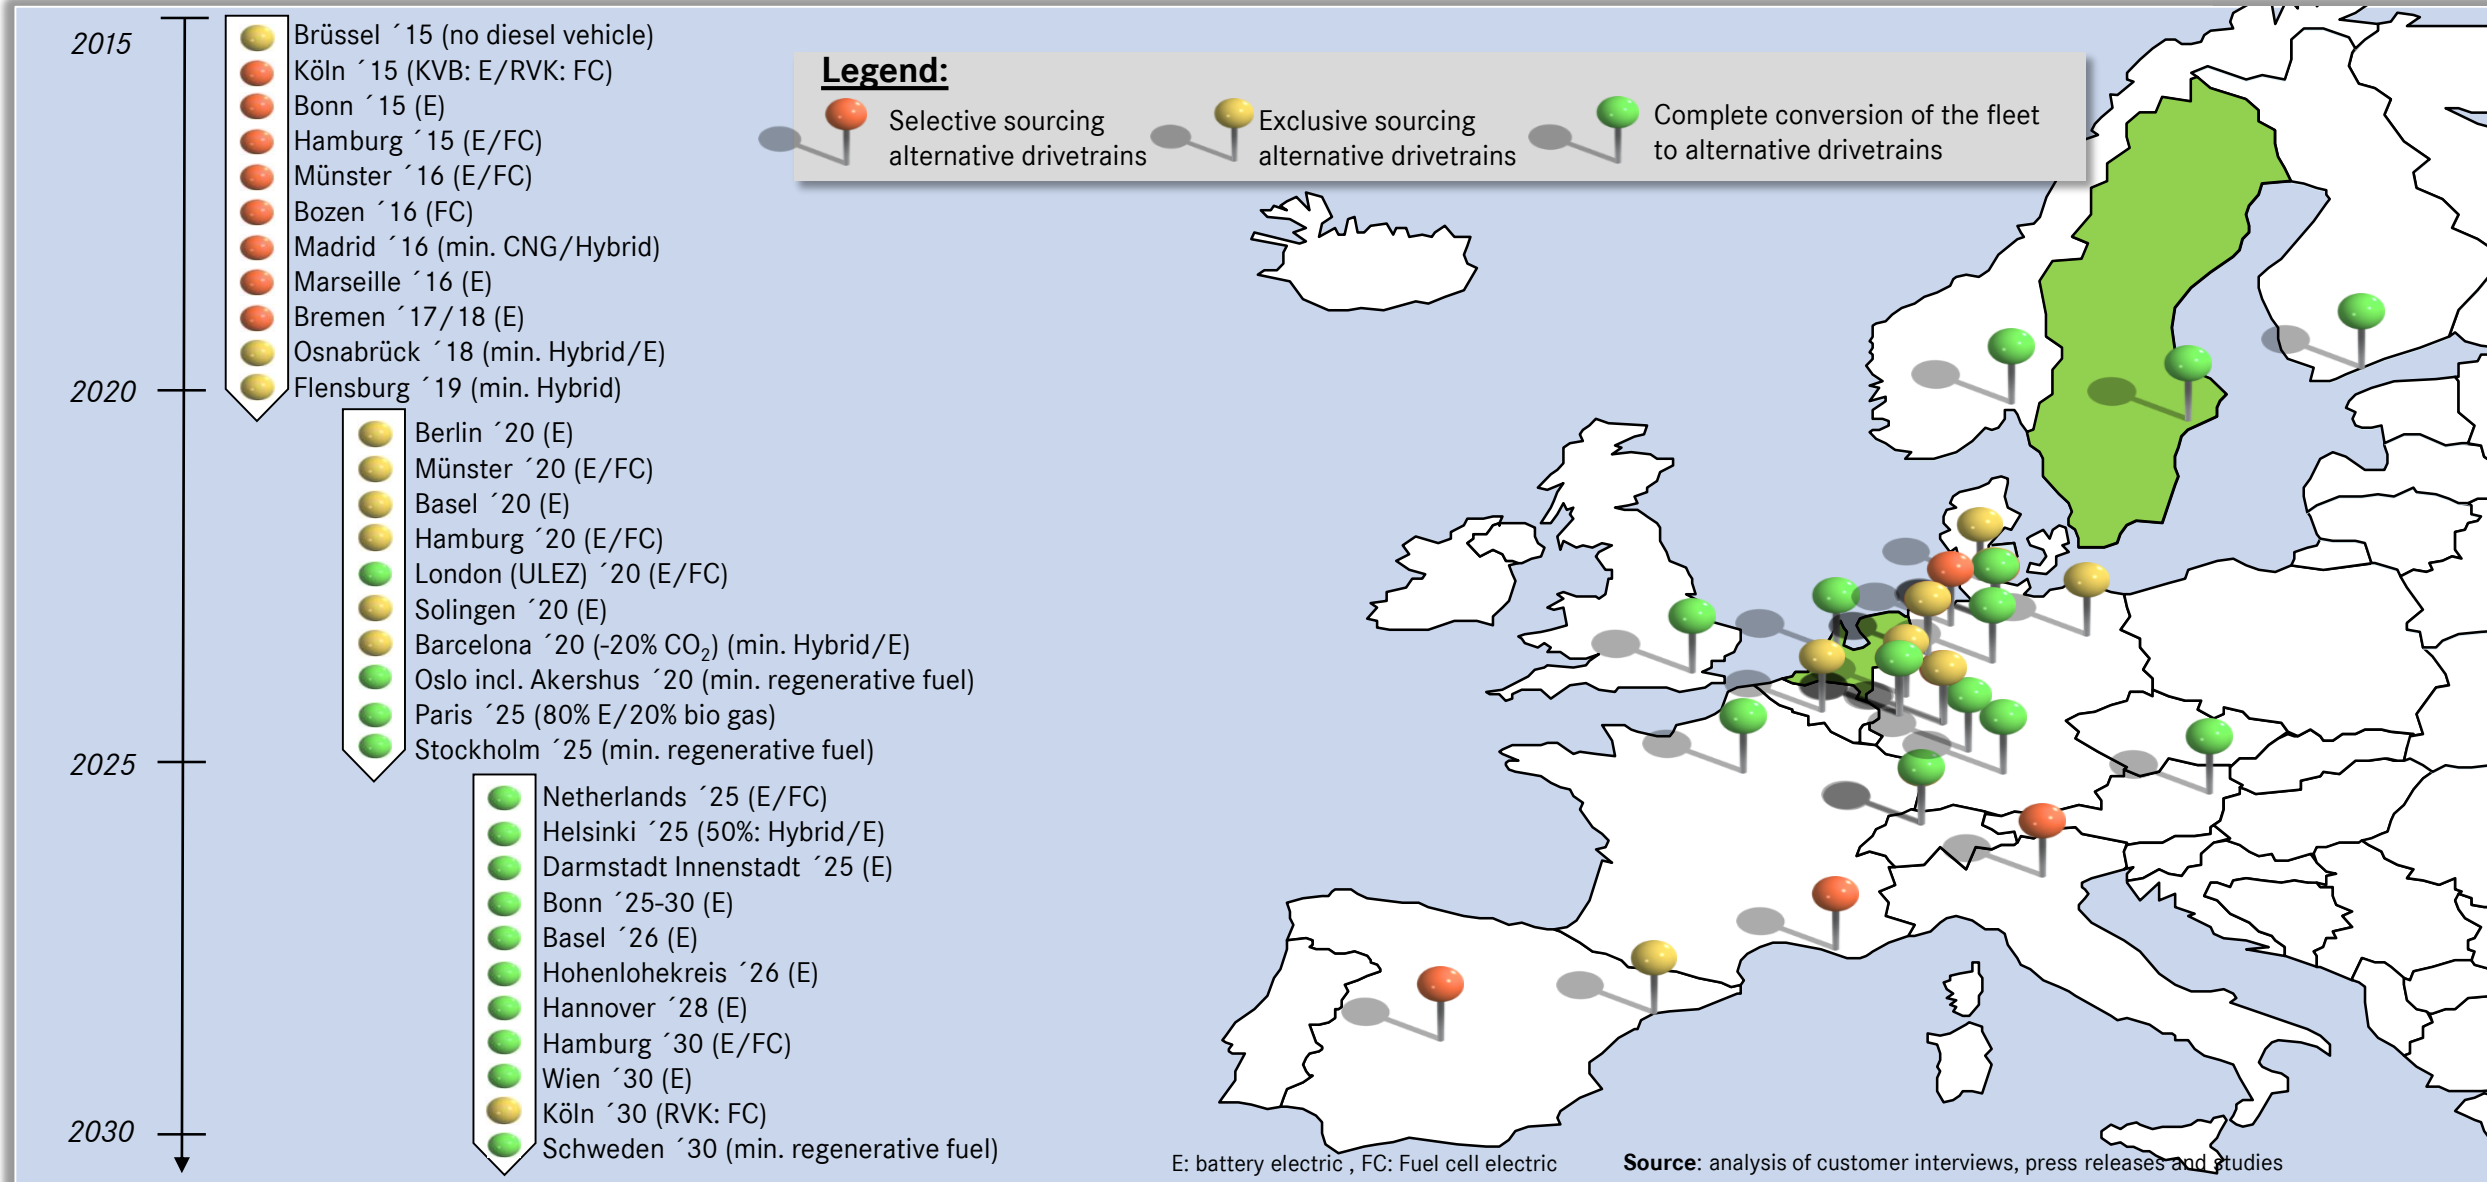 2015
Brüssel ´15 (no diesel vehicle)
Köln ´15 (KVB: E/RVK: FC)
Bonn ´15 (E)
Hamburg ´15 (E/FC)
Münster ´16 (E/FC)
Bozen ´16 (FC)
Madrid ´16 (min. CNG/Hybrid)
Marseille ´16 (E)
Bremen ´17/18 (E)
Osnabrück ´18 (min. Hybrid/E)
2020
Flensburg ´19 (min. Hybrid)
Berlin ´20 (E)
Münster ´20 (E/FC)
Basel ´20 (E)
Hamburg ´20 (E/FC)
London (ULEZ) ´20 (E/FC)
Solingen ´20 (E)
Barcelona ´20 (-20% CO₂) (min. Hybrid/E)
Oslo incl. Akershus ´20 (min. regenerative fuel)
Paris ´25 (80% E/20% bio gas)
Stockholm ´25 (min. regenerative fuel)
2025
Netherlands ´25 (E/FC)
Helsinki ´25 (50%: Hybrid/E)
Darmstadt Innenstadt ´25 (E)
Bonn ´25-30 (E)
Basel ´26 (E)
Hohenlohekreis ´26 (E)
Hannover ´28 (E)
Hamburg ´30 (E/FC)
Wien ´30 (E)
Köln ´30 (RVK: FC)
2030
Schweden ´30 (min. regenerative fuel)
Legend:
Selective sourcing
alternative drivetrains
Exclusive sourcing
alternative drivetrains
Complete conversion of the fleet
to alternative drivetrains
E: battery electric , FC: Fuel cell electric
Source: analysis of customer interviews, press releases and studies